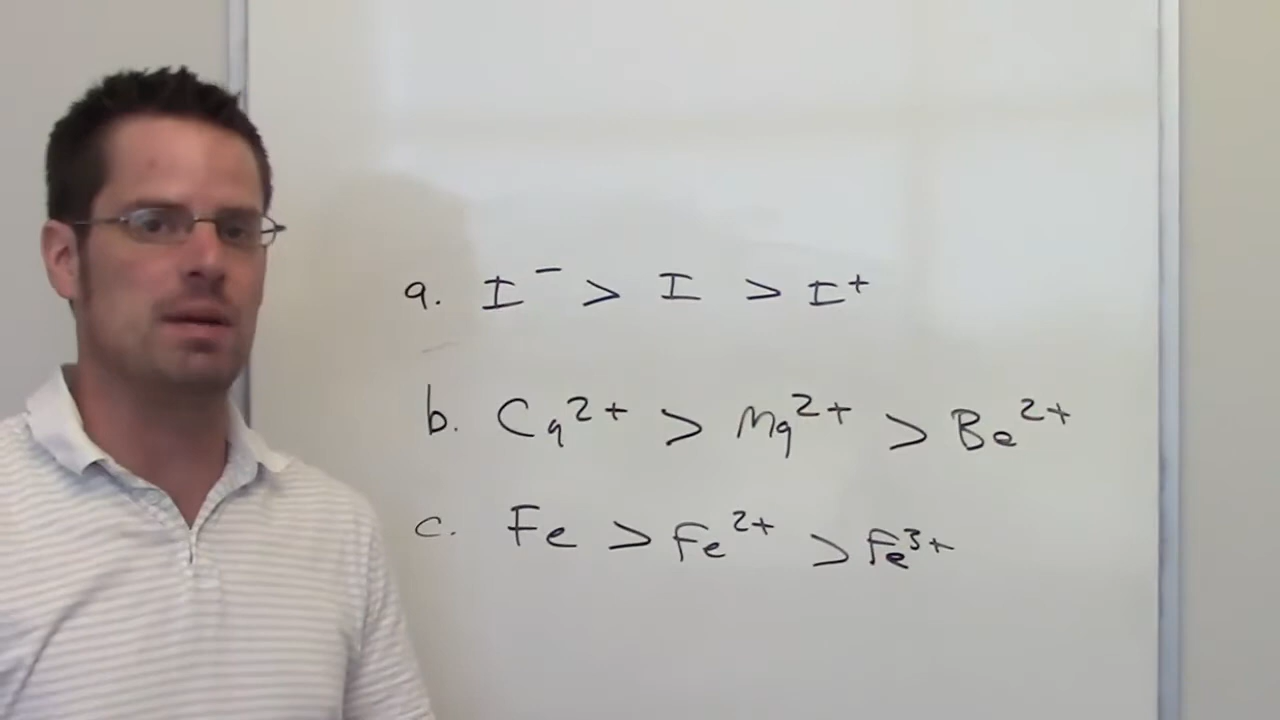 a. I⁻ > I > I⁺
b. Ca²⁺ > Mg²⁺ > Be²⁺
c. Fe > Fe²⁺ > Fe³⁺